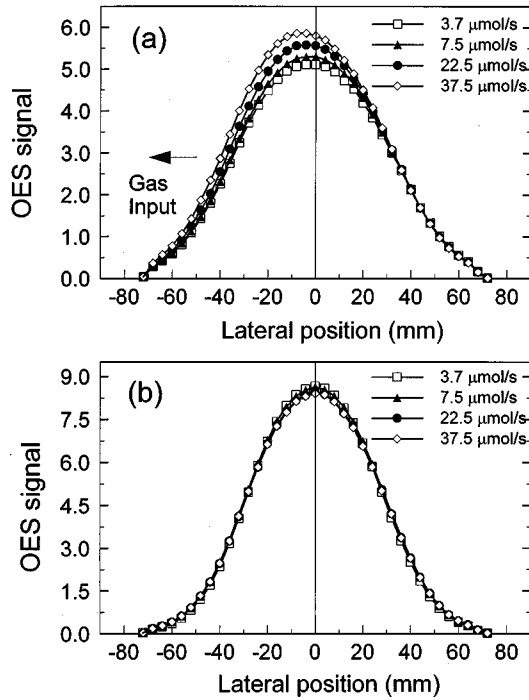 (a)
3.7 μmol/s
7.5 μmol/s
22.5 μmol/s
37.5 μmol/s
6.0
5.0
4.0
3.0
2.0
1.0
0.0
OES signal
Gas
Input
-80 -60 -40 -20 0 20 40 60 80
Lateral position (mm)
(b)
3.7 μmol/s
7.5 μmol/s
22.5 μmol/s
37.5 μmol/s
9.0
7.5
6.0
4.5
3.0
1.5
0.0
OES signal
-80 -60 -40 -20 0 20 40 60 80
Lateral position (mm)